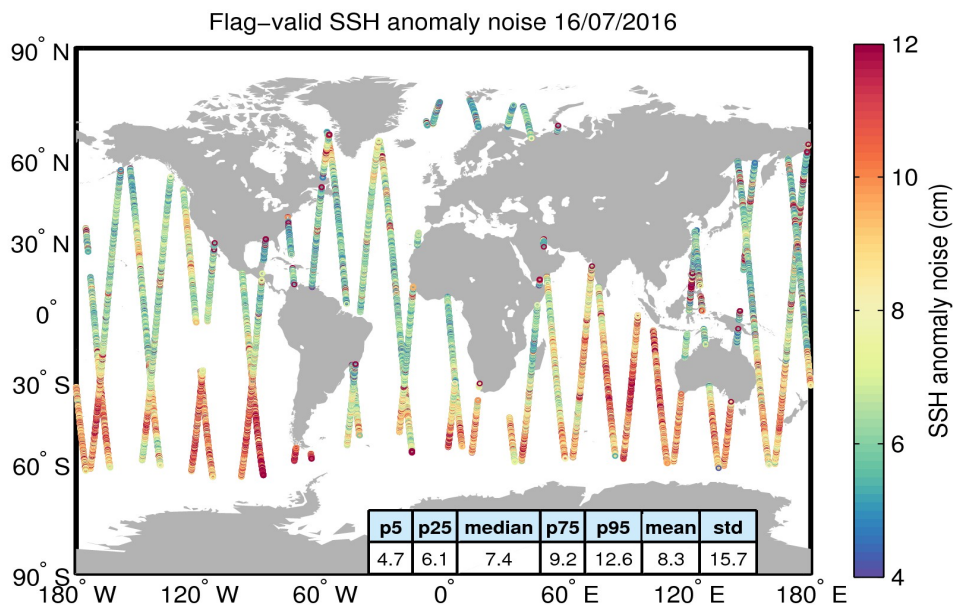 Flag−valid SSH anomaly noise 16/07/2016
90° N
60° N
30° N
0°
30° S
60° S
90° S
180° W
120° W
60° W
0°
60° E
120° E
180° E
p5 p25 median p75 p95 mean std
4.7 6.1 7.4 9.2 12.6 8.3 15.7
12
10
8
6
4
SSH anomaly noise (cm)